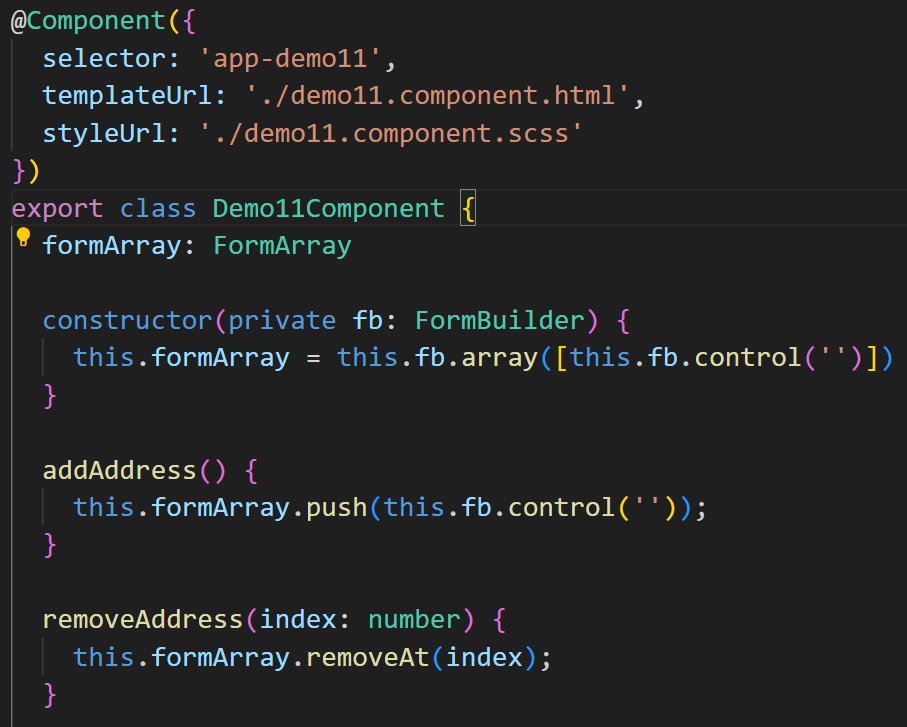 @Component({
selector: 'app-demo11',
templateUrl: './demo11.component.html',
styleUrl: './demo11.component.scss'
})
export class Demo11Component {
formArray: FormArray
constructor(private fb: FormBuilder) {
this.formArray = this.fb.array([this.fb.control('')])
}
addAddress() {
this.formArray.push(this.fb.control(''));
}
removeAddress(index: number) {
this.formArray.removeAt(index);
}